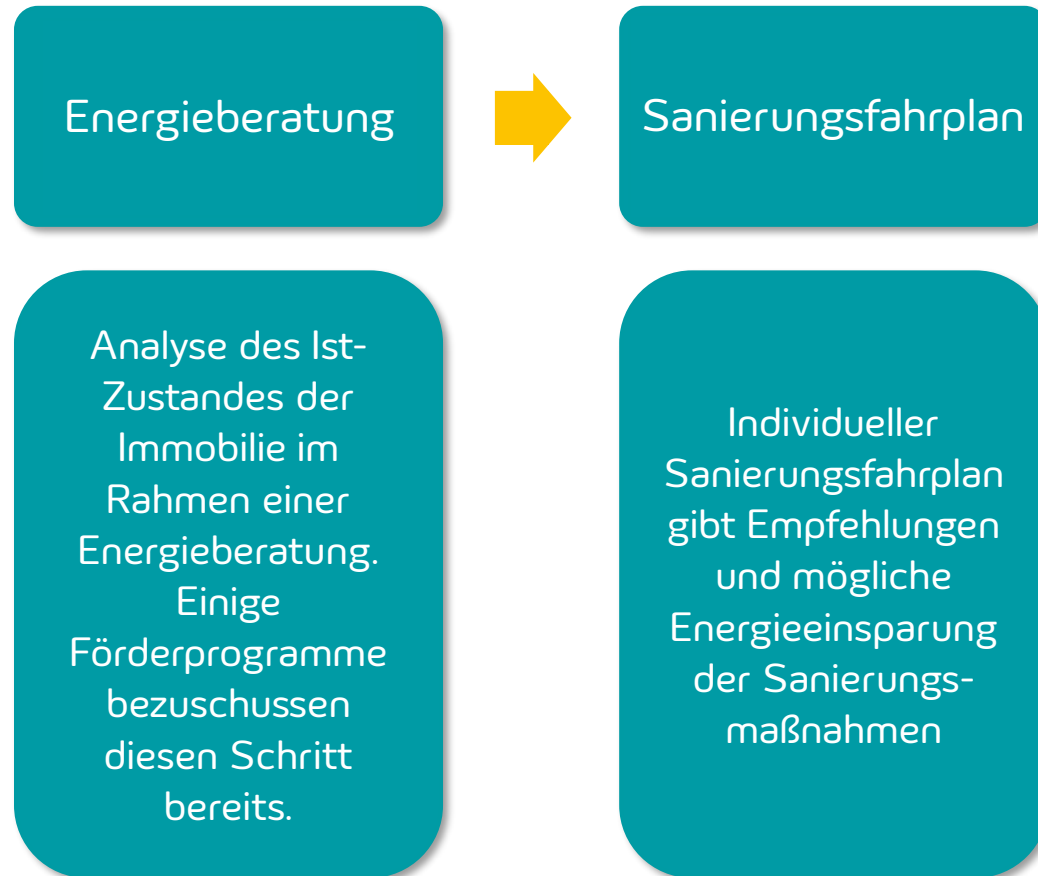 Energieberatung
Sanierungsfahrplan
Analyse des Ist-
Zustandes der
Immobilie im
Rahmen einer
Energieberatung.
Einige
Förderprogramme
bezuschussen
diesen Schritt
bereits.
Individueller
Sanierungsfahrplan
gibt Empfehlungen
und mögliche
Energieeinsparung
der Sanierungs-
maßnahmen